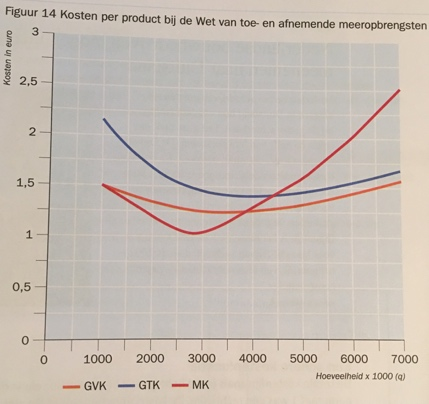 Figuur 14 Kosten per product bij de Wet van toe- en afnemende meeropbrengsten
Kosten in euro
3
2,5
2
1,5
1
0,5
0
0 1000 2000 3000 4000 5000 6000 7000
Hoeveelheid x 1000 (q)
GVK GTK MK